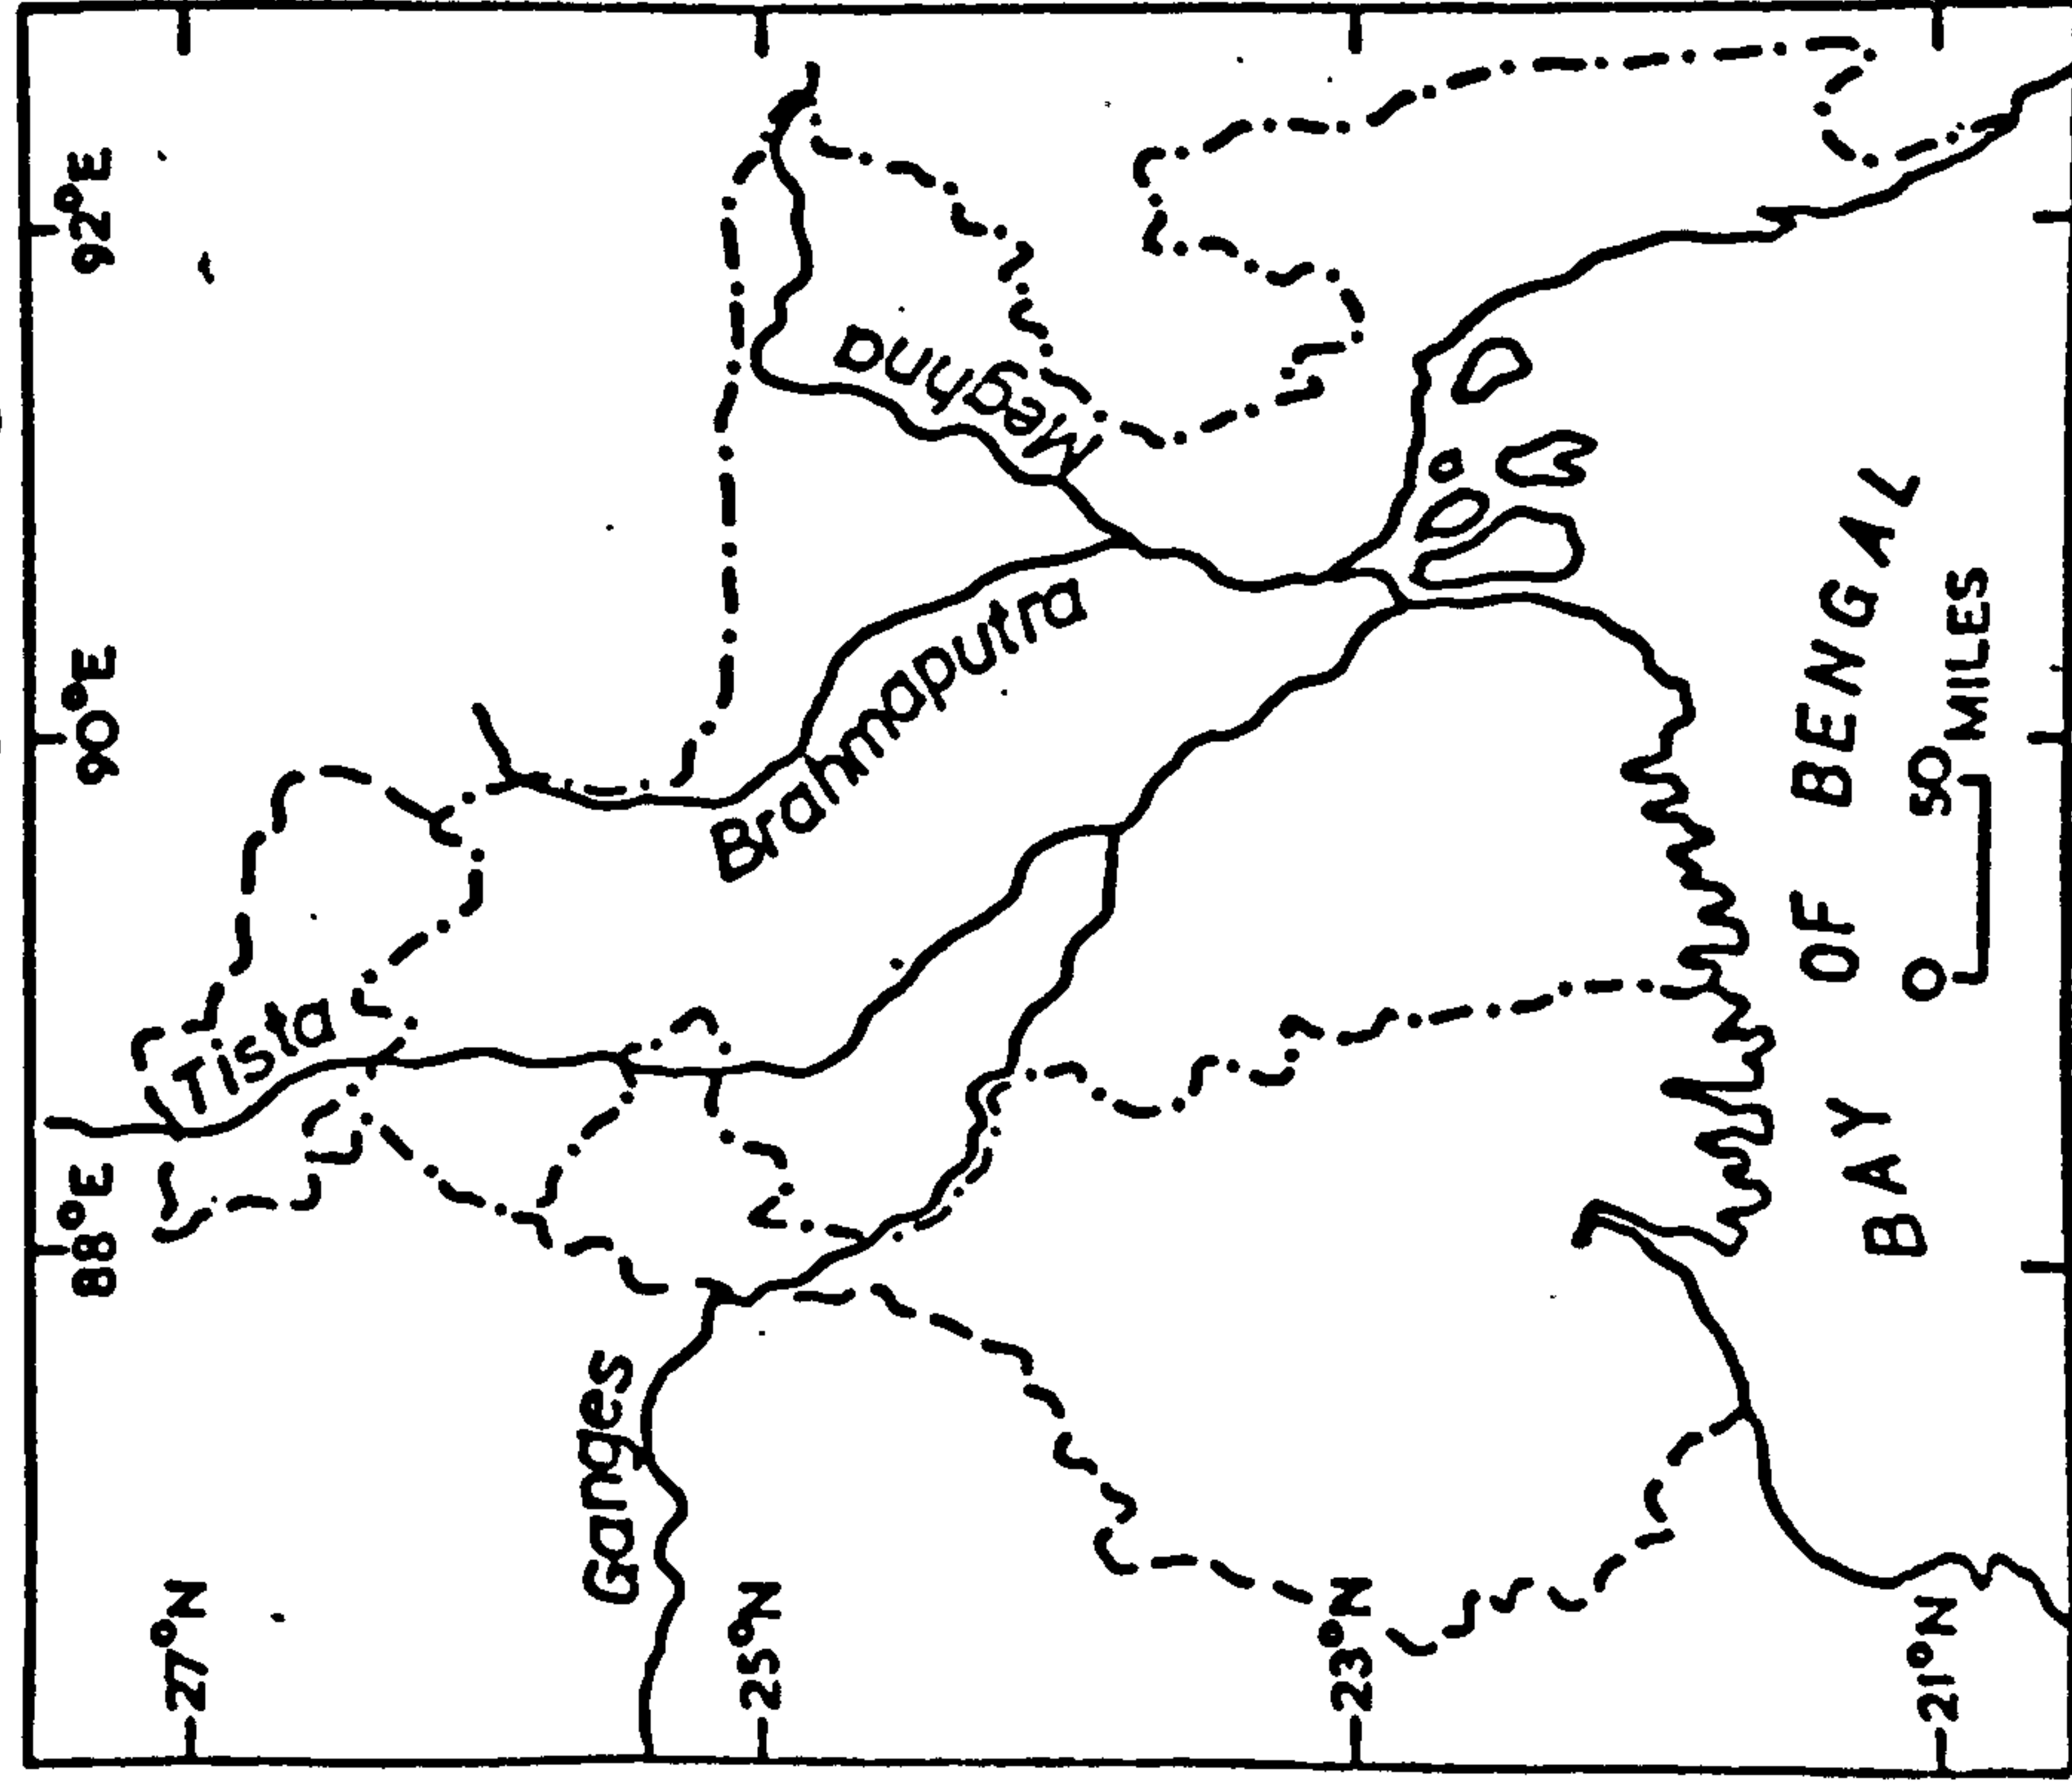 88°E 90°E 92°E
27°N
25°N
23°N
21°N
Tista
Ganges
Brahmaputra
Meghna
BAY OF BENGAL
0 50
MILES